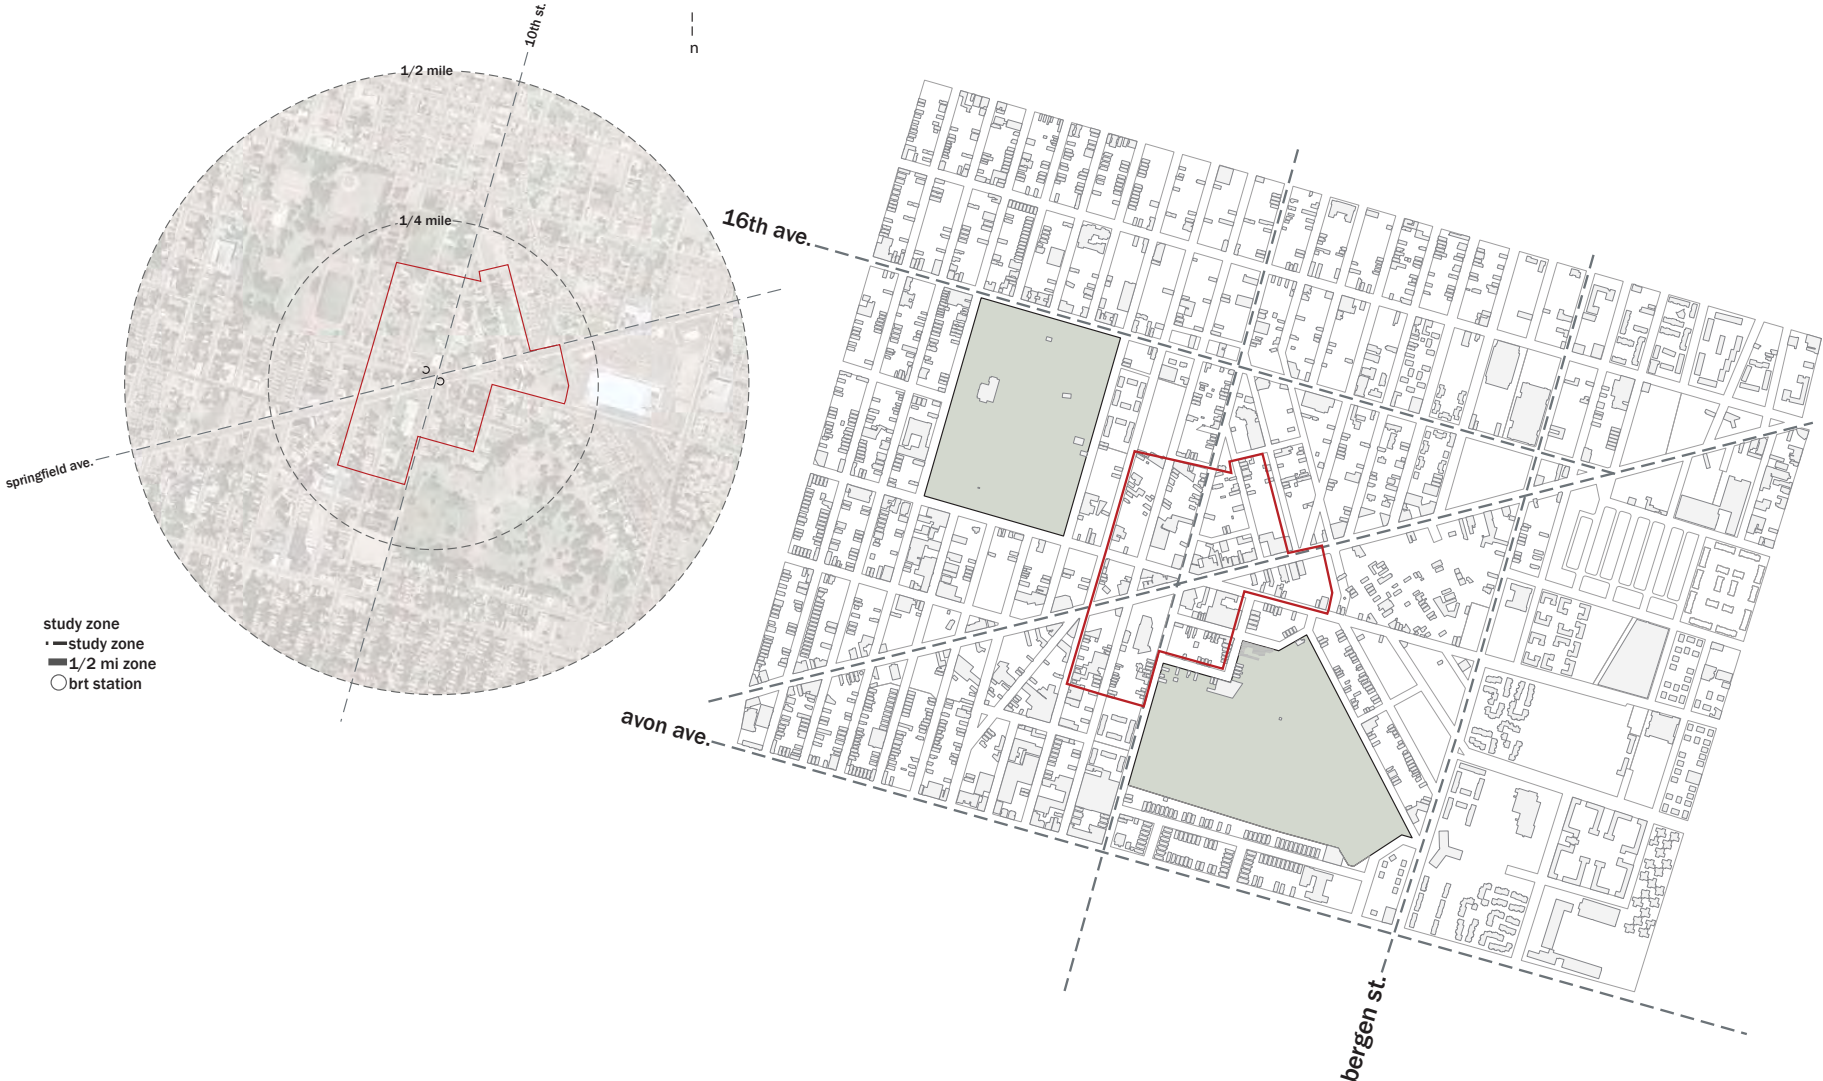 10th st.
n
1/2 mile
1/4 mile
16th ave.
springfield ave.
study zone
study zone
1/2 mi zone
brt station
avon ave.
bergen st.